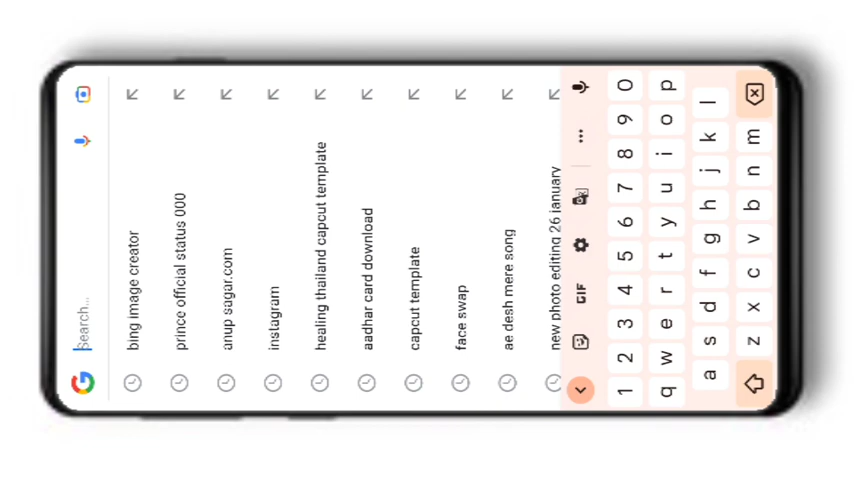 Search...
bing image creator
prince official status 000
anup sagar.com
instagram
healing thailand capcut template
aadhar card download
capcut template
face swap
ae desh mere song
new photo editing 26 january
GIF
1 2 3 4 5 6 7 8 9 0
q w e r t y u i o p
a s d f g h j k l
z x c v b n m